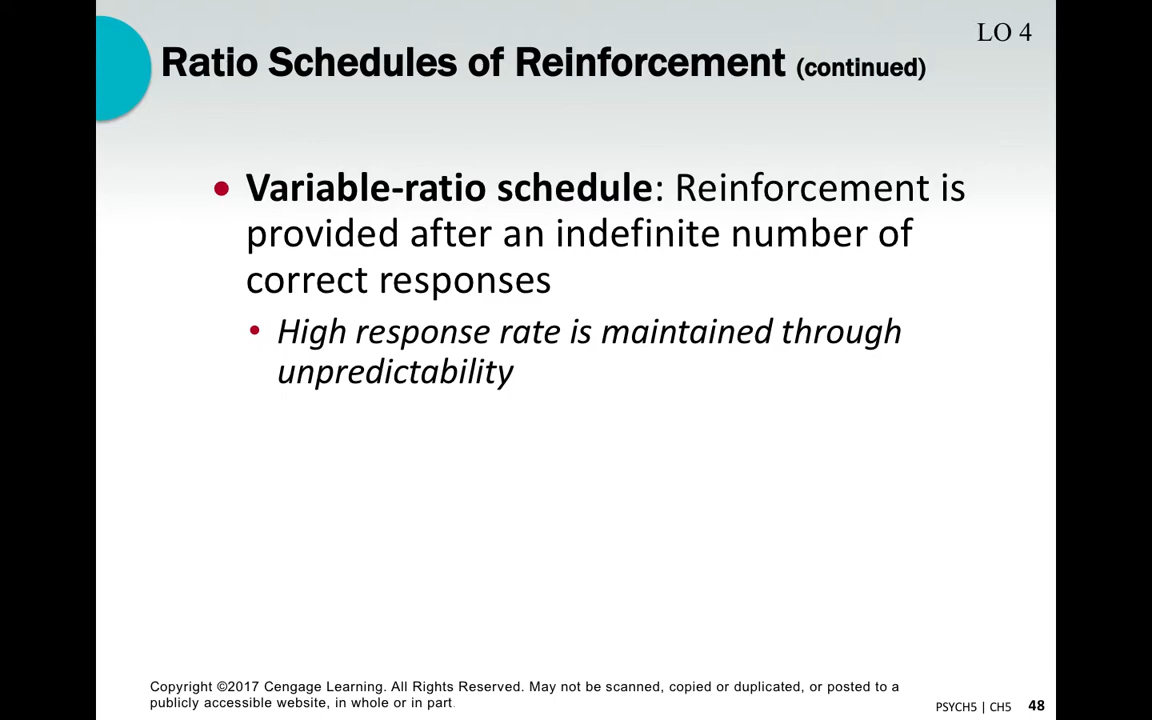 LO 4
Ratio Schedules of Reinforcement (continued)
• Variable-ratio schedule: Reinforcement is
provided after an indefinite number of
correct responses
• High response rate is maintained through
unpredictability
Copyright ©2017 Cengage Learning. All Rights Reserved. May not be scanned, copied or duplicated, or posted to a
publicly accessible website, in whole or in part.
PSYCH5 | CH5 48